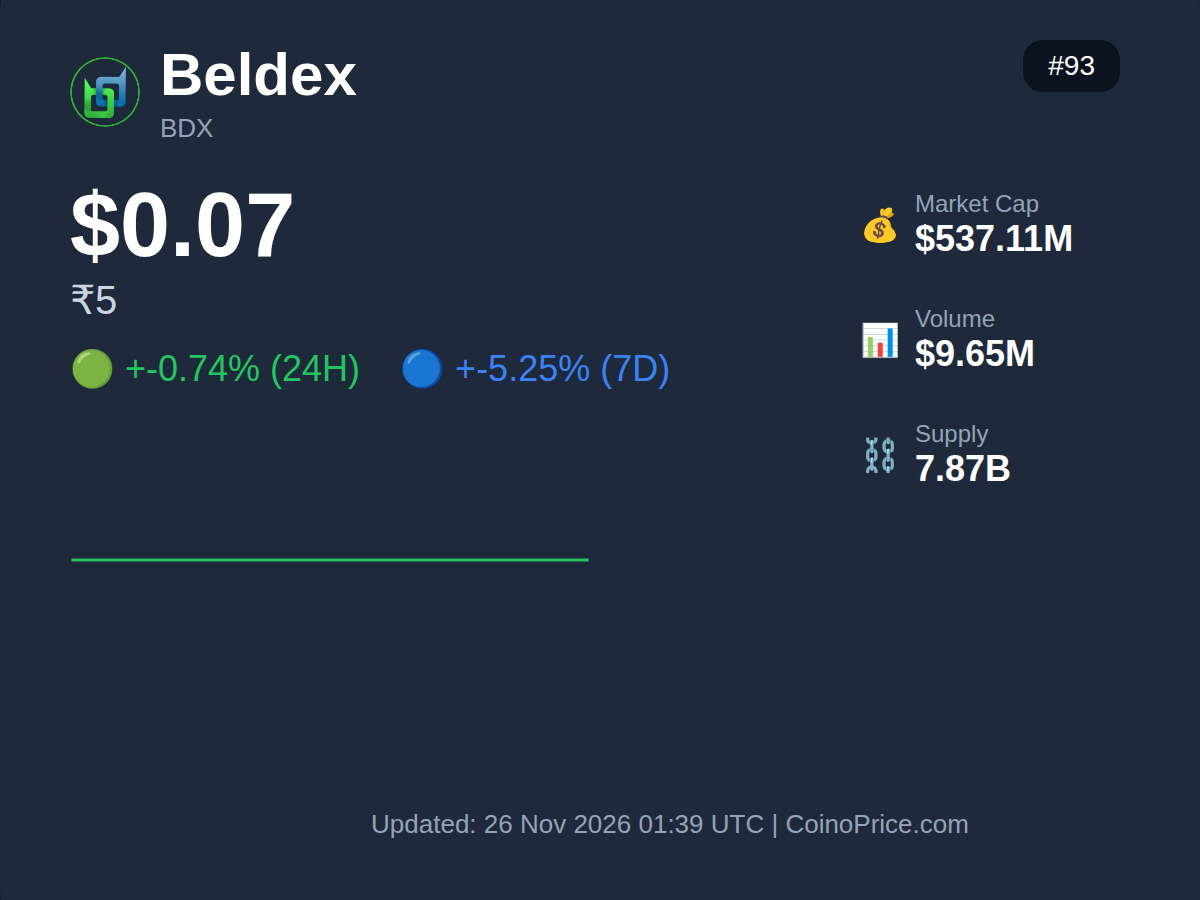 Beldex
BDX
#93
$0.07
₹5
🟢 +-0.74% (24H) 🔵 +-5.25% (7D)
Market Cap
$537.11M
Volume
$9.65M
Supply
7.87B
Updated: 26 Nov 2026 01:39 UTC | CoinoPrice.com